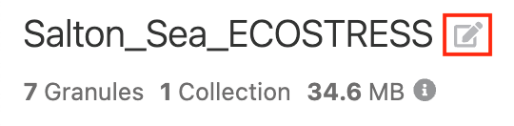 Salton_Sea_ECOSTRESS
7 Granules 1 Collection 34.6 MB